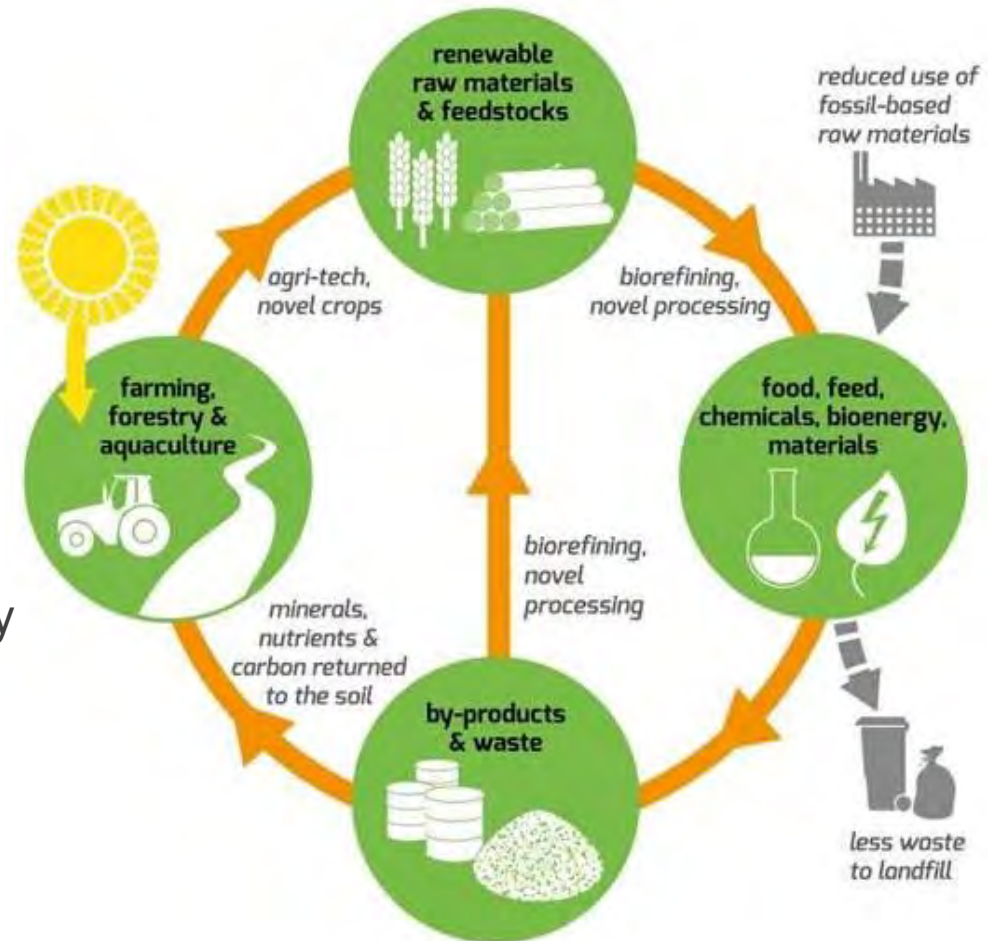 renewable
raw materials
& feedstocks
reduced use of
fossil-based
raw materials
agri-tech,
novel crops
biorefining,
novel processing
farming,
forestry &
aquaculture
food, feed,
chemicals, bioenergy,
materials
biorefining,
novel
processing
y
minerals,
nutrients &
carbon returned
to the soil
by-products
& waste
less waste
to landfill